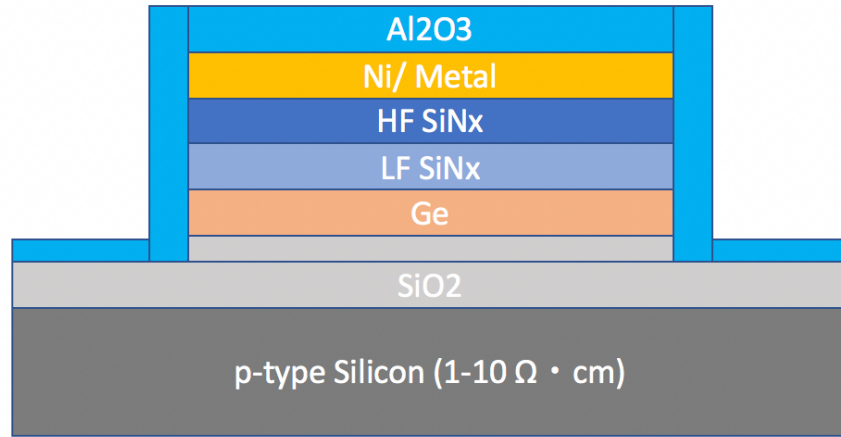 Al2O3
Ni/ Metal
HF SiNx
LF SiNx
Ge
SiO2
p-type Silicon (1-10 Ω・cm)